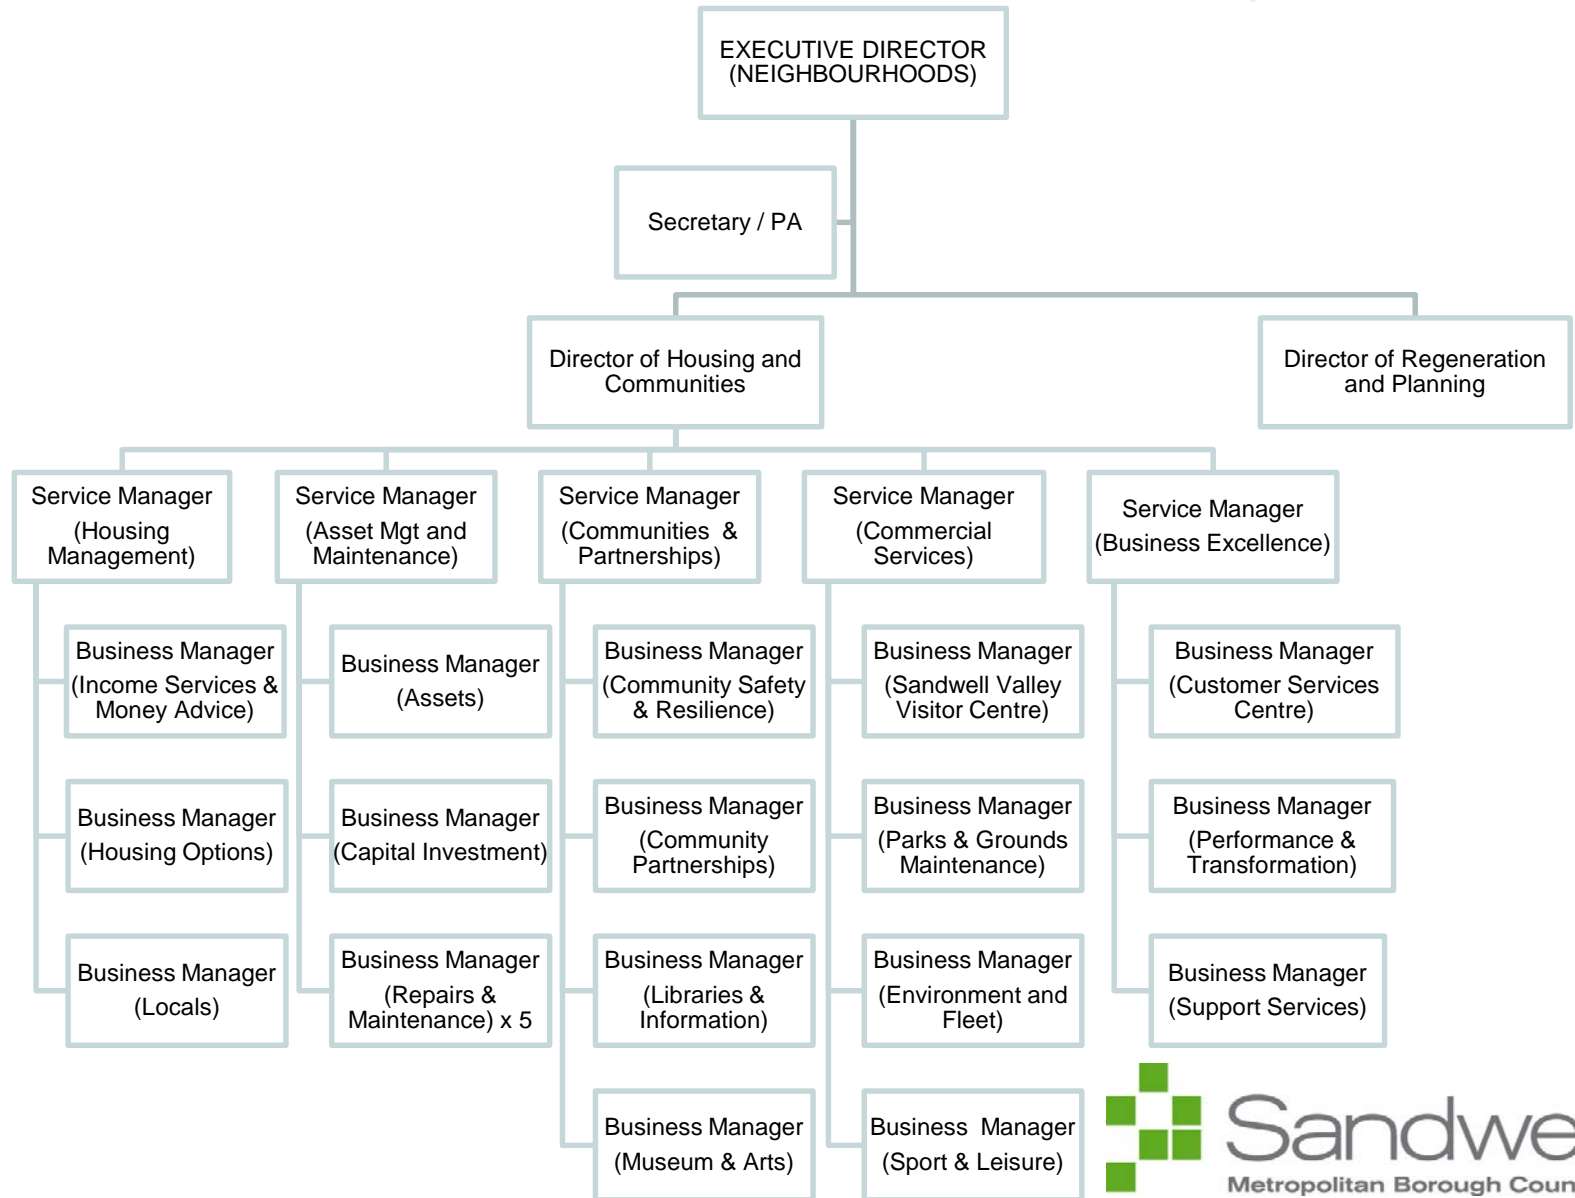 EXECUTIVE DIRECTOR
(NEIGHBOURHOODS)
Secretary / PA
Director of Housing and
Communities
Director of Regeneration
and Planning
Service Manager
(Housing
Management)
Service Manager
(Asset Mgt and
Maintenance)
Service Manager
(Communities & 
Partnerships)
Service Manager
(Commercial
Services)
Service Manager
(Business Excellence)
Business Manager
(Income Services &
Money Advice)
Business Manager
(Assets)
Business Manager
(Community Safety
& Resilience)
Business Manager
(Sandwell Valley
Visitor Centre)
Business Manager
(Customer Services
Centre)
Business Manager
(Housing Options)
Business Manager
(Capital Investment)
Business Manager
(Community
Partnerships)
Business Manager
(Parks & Grounds
Maintenance)
Business Manager
(Performance &
Transformation)
Business Manager
(Locals)
Business Manager
(Repairs &
Maintenance) x 5
Business Manager
(Libraries &
Information)
Business Manager
(Environment and
Fleet)
Business Manager
(Support Services)
Business Manager
(Museum & Arts)
Business Manager
(Sport & Leisure)
Sandwe
Metropolitan Borough Coun